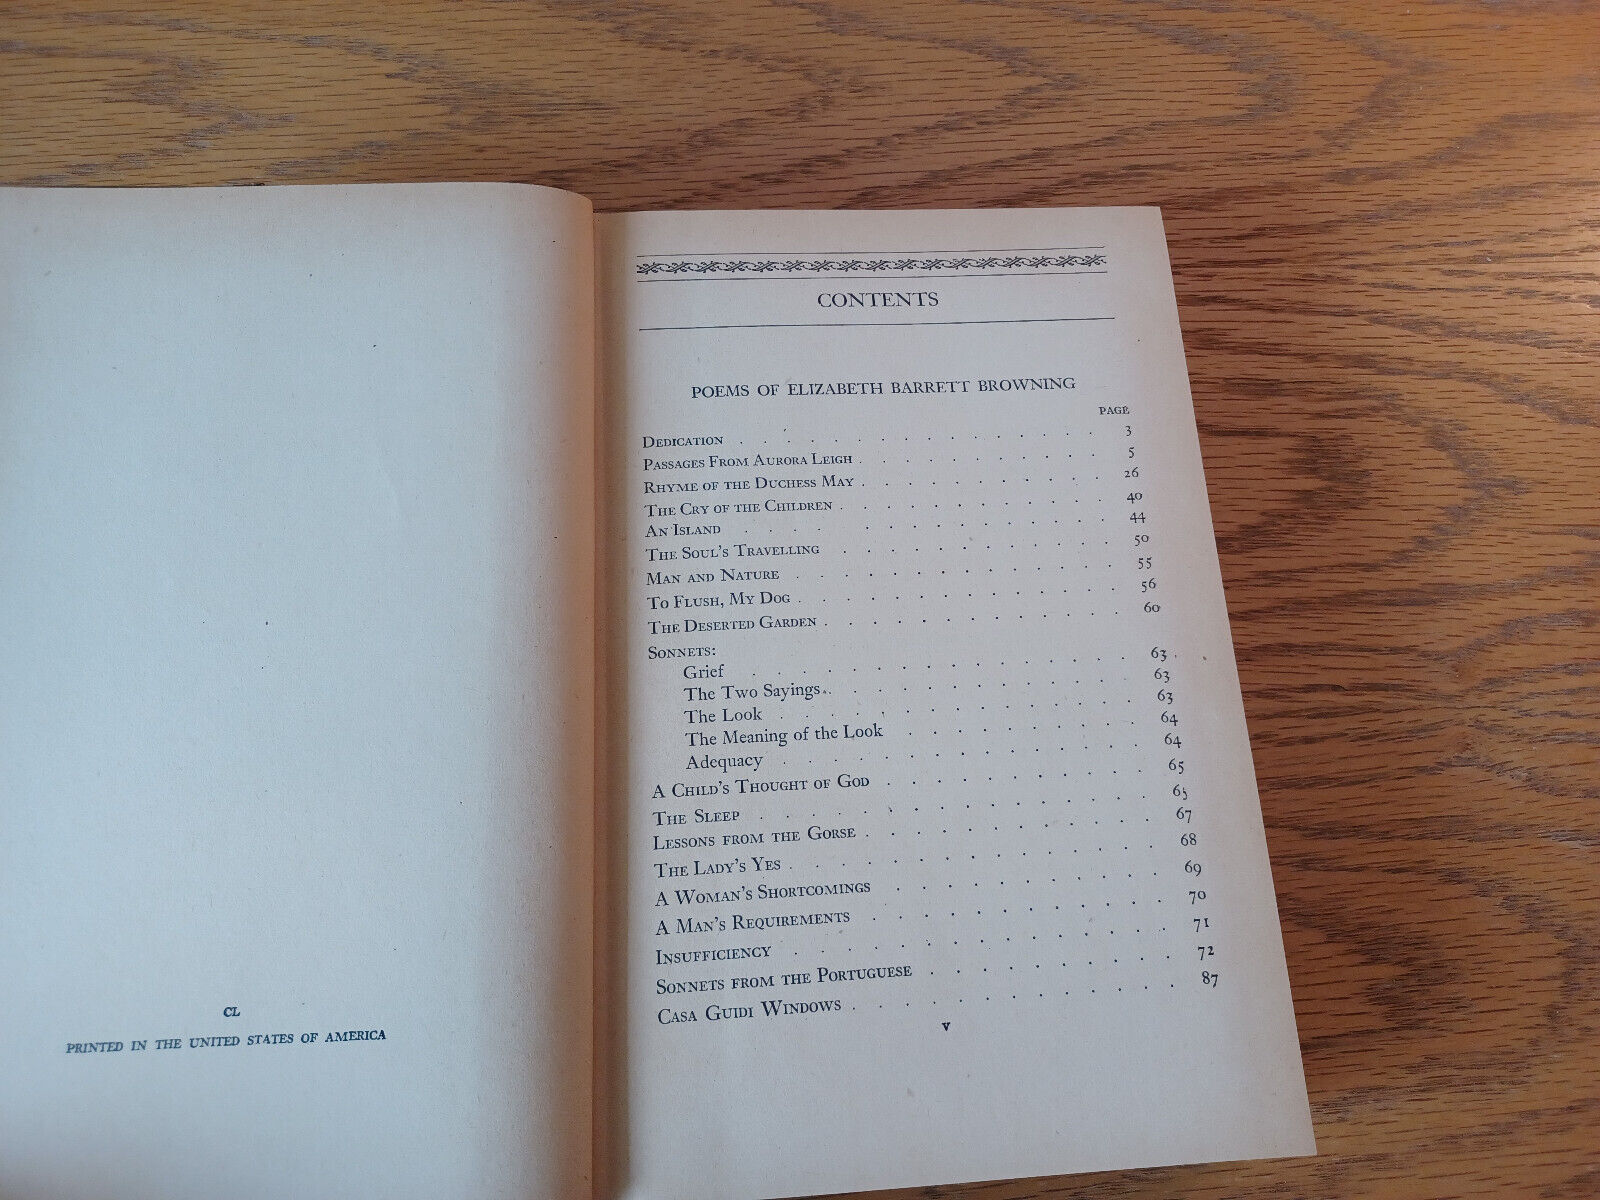 CL
PRINTED IN THE UNITED STATES OF AMERICA
CONTENTS
POEMS OF ELIZABETH BARRETT BROWNING
PAGE
Dedication . . . . . . . . . . . . . . . . 3
Passages From Aurora Leigh . . . . . . . . . . . 5
Rhyme of the Duchess May . . . . . . . . . . . 26
The Cry of the Children . . . . . . . . . . . . 40
An Island . . . . . . . . . . . . . . . . 44
The Soul's Travelling . . . . . . . . . . . . 50
Man and Nature . . . . . . . . . . . . . . 55
To Flush, My Dog . . . . . . . . . . . . . . 56
The Deserted Garden . . . . . . . . . . . . . 60
Sonnets:
Grief . . . . . . . . . . . . . . . . 63
The Two Sayings . . . . . . . . . . . . . . 63
The Look . . . . . . . . . . . . . . . 63
The Meaning of the Look . . . . . . . . . . . 64
Adequacy . . . . . . . . . . . . . . . 64
A Child's Thought of God . . . . . . . . . . . 65
The Sleep . . . . . . . . . . . . . . . 65
Lessons from the Gorse . . . . . . . . . . . . 67
The Lady's Yes . . . . . . . . . . . . . . 68
A Woman's Shortcomings . . . . . . . . . . . . 69
A Man's Requirements . . . . . . . . . . . . 70
Insufficiency . . . . . . . . . . . . . . 71
Sonnets from the Portuguese . . . . . . . . . . 72
Casa Guidi Windows . . . . . . . . . . . . . 87
v